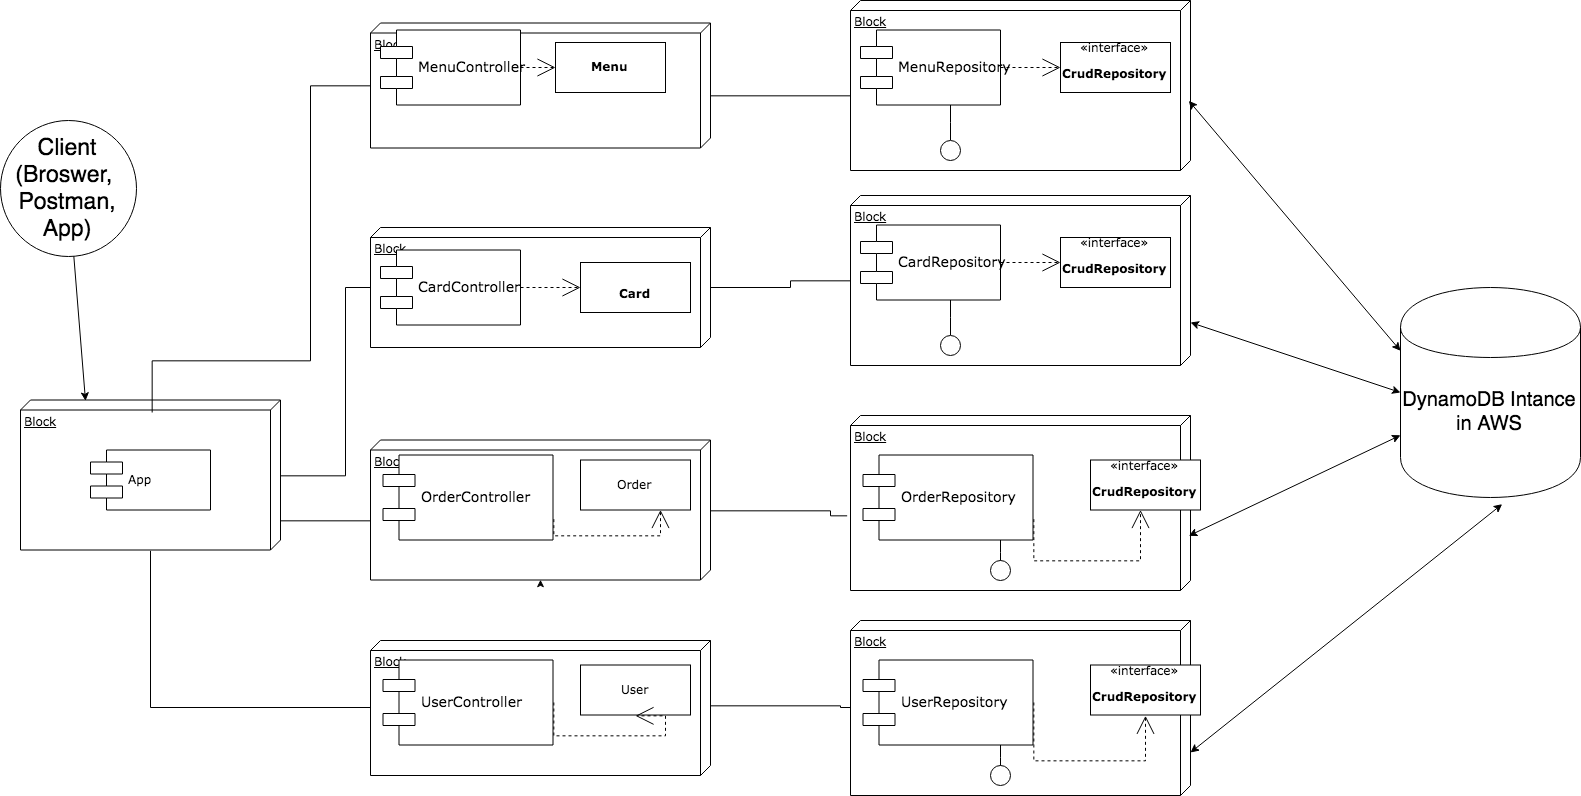 Client
(Broswer,
Postman,
App)
Block
App
Block
MenuController
Menu
Block
MenuRepository
«interface»
CrudRepository
Block
CardController
Card
Block
CardRepository
«interface»
CrudRepository
Block
OrderController
Order
Block
OrderRepository
«interface»
CrudRepository
Block
UserController
User
Block
UserRepository
«interface»
CrudRepository
DynamoDB Intance
in AWS